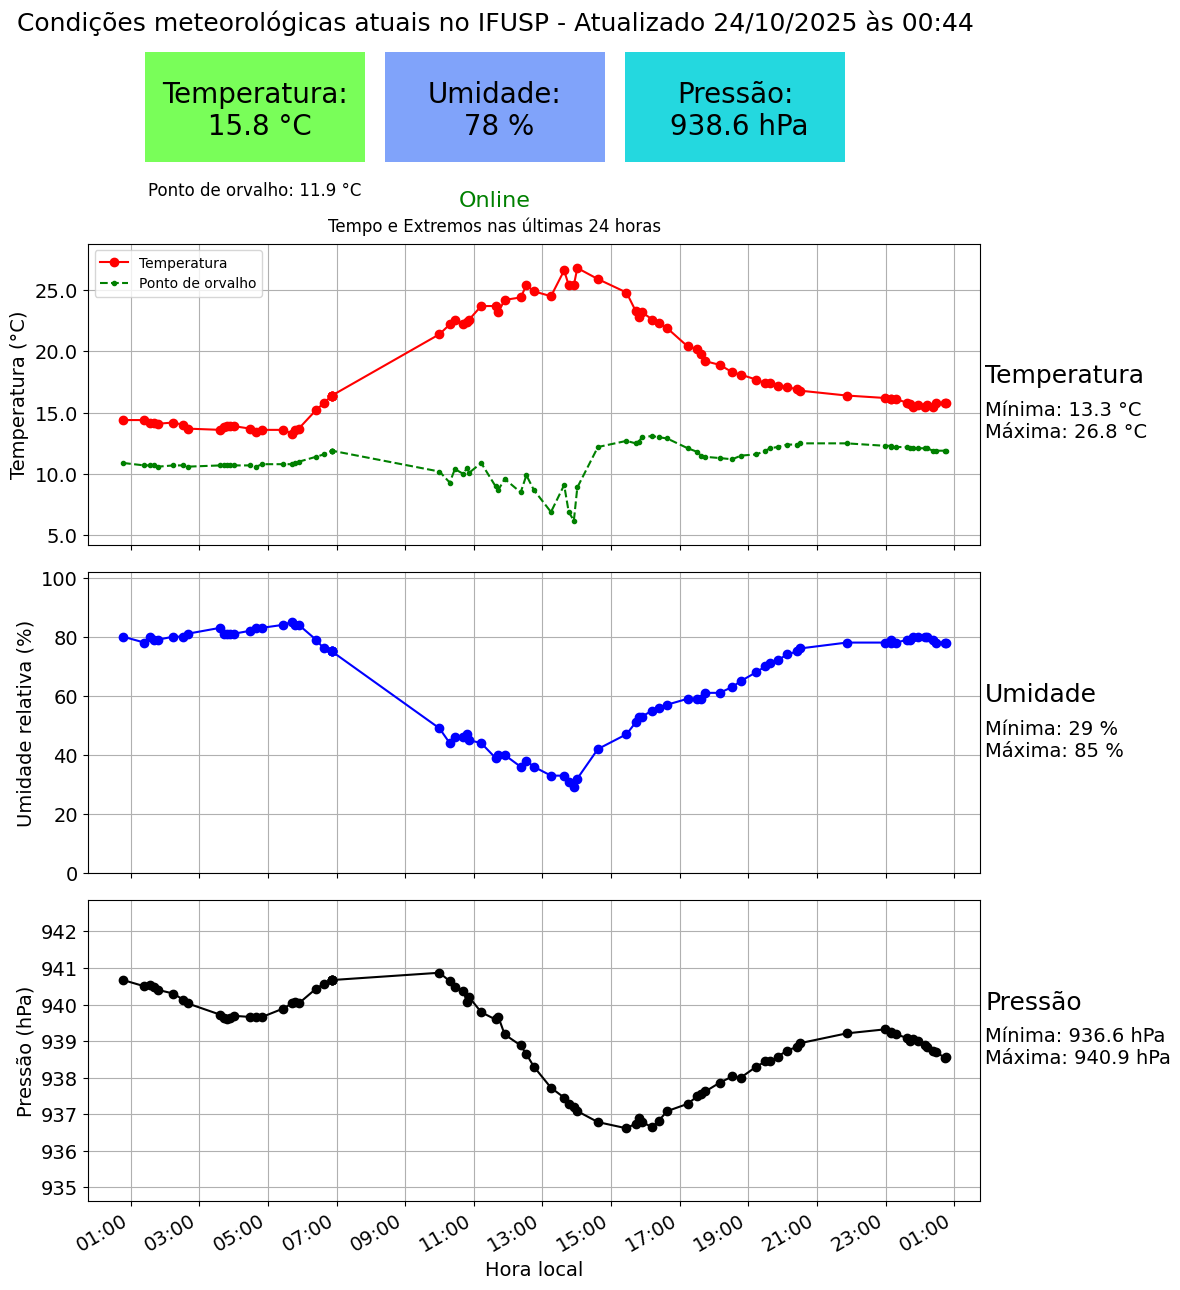 Condições meteorológicas atuais no IFUSP - Atualizado 24/10/2025 às 00:44
Temperatura:
15.8 °C
Umidade:
78 %
Pressão:
938.6 hPa
Ponto de orvalho: 11.9 °C
Online
Tempo e Extremos nas últimas 24 horas
Temperatura
Ponto de orvalho
Temperatura (°C)
25.0
20.0
15.0
10.0
5.0
Temperatura
Mínima: 13.3 °C
Máxima: 26.8 °C
Umidade relativa (%)
100
80
60
40
20
0
Umidade
Mínima: 29 %
Máxima: 85 %
Pressão (hPa)
942
941
940
939
938
937
936
935
Pressão
Mínima: 936.6 hPa
Máxima: 940.9 hPa
01:00 03:00 05:00 07:00 09:00 11:00 13:00 15:00 17:00 19:00 21:00 23:00 01:00
Hora local